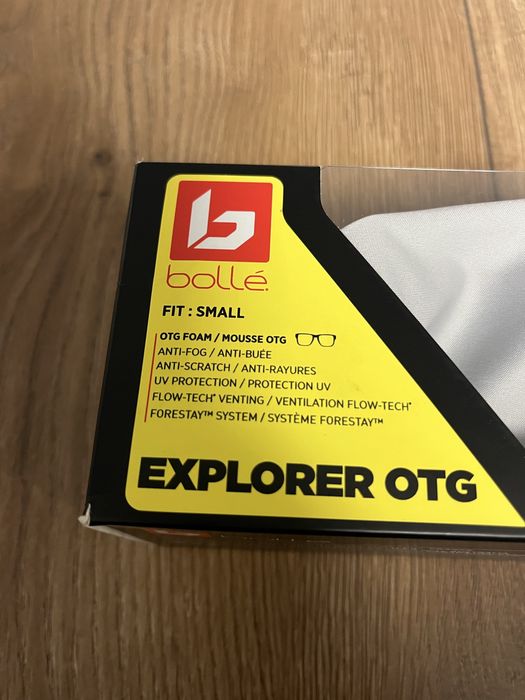 bollé
FIT : SMALL
OTG FOAM / MOUSSE OTG
ANTI-FOG / ANTI-BUÉE
ANTI-SCRATCH / ANTI-RAYURES
UV PROTECTION / PROTECTION UV
FLOW-TECH® VENTING / VENTILATION FLOW-TECH®
FORESTAY™ SYSTEM / SYSTÈME FORESTAY™
EXPLORER OTG